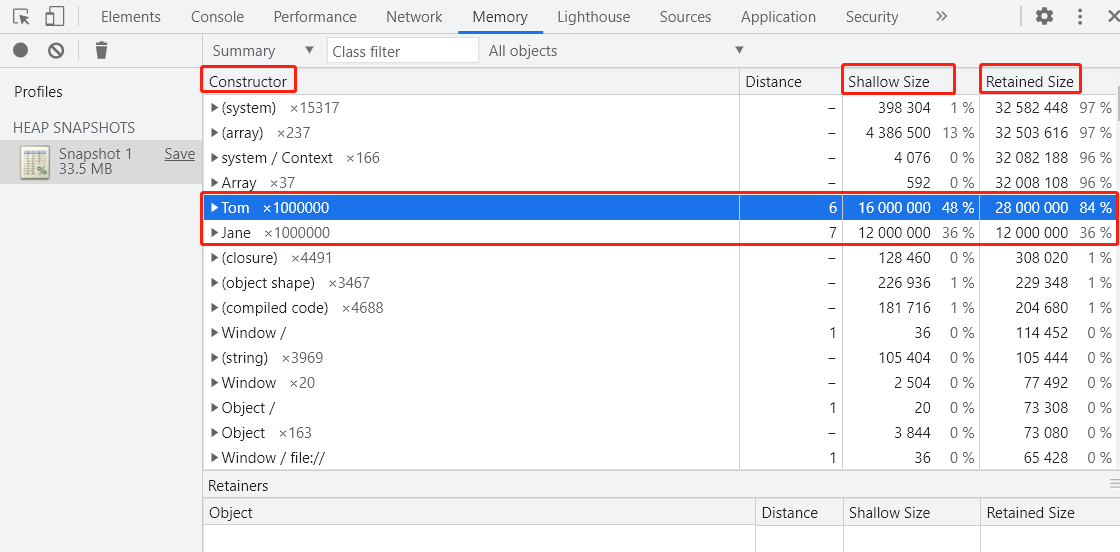 Elements Console Performance Network Memory Lighthouse Sources Application Security »
Summary ▼ Class filter All objects ▼
Profiles
HEAP SNAPSHOTS
Snapshot 1 Save
33.5 MB
Constructor Distance Shallow Size Retained Size
(system) ×15317 – 398 304 1 % 32 582 448 97 %
(array) ×237 – 4 386 500 13 % 32 503 616 97 %
system / Context ×166 – 4 076 0 % 32 082 188 96 %
Array ×37 – 592 0 % 32 008 108 96 %
Tom ×1000000 6 16 000 000 48 % 28 000 000 84 %
Jane ×1000000 7 12 000 000 36 % 12 000 000 36 %
(closure) ×4491 – 128 460 0 % 308 020 1 %
(object shape) ×3467 – 226 936 1 % 229 348 1 %
(compiled code) ×4688 – 181 716 1 % 204 680 1 %
Window / 1 36 0 % 114 452 0 %
(string) ×3969 – 105 404 0 % 105 444 0 %
Window ×20 – 2 504 0 % 77 492 0 %
Object / 1 20 0 % 73 308 0 %
Object ×163 – 3 844 0 % 73 080 0 %
Window / file:// 1 36 0 % 65 428 0 %
Retainers
Object Distance Shallow Size Retained Size